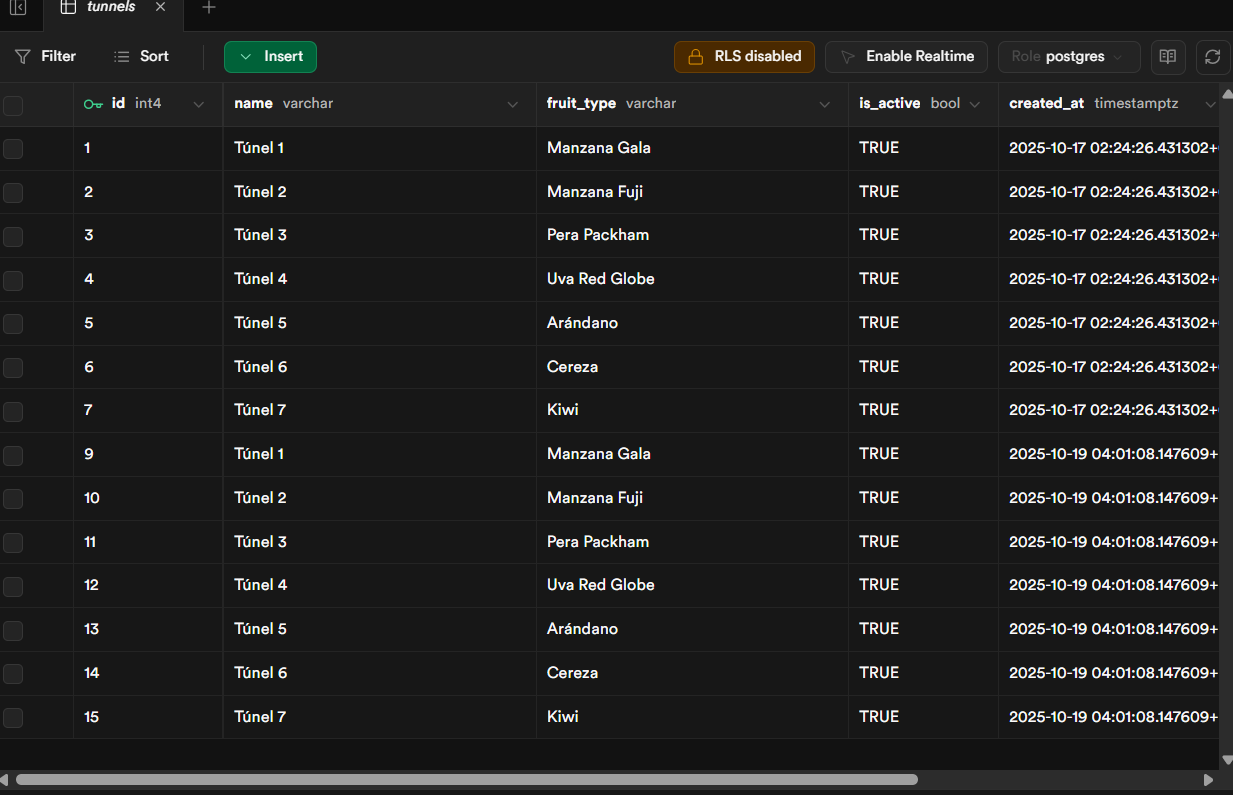 tunnels
Filter Sort Insert RLS disabled Enable Realtime Role postgres
id int4 name varchar fruit_type varchar is_active bool created_at timestamptz
1 Túnel 1 Manzana Gala TRUE 2025-10-17 02:24:26.431302+
2 Túnel 2 Manzana Fuji TRUE 2025-10-17 02:24:26.431302+
3 Túnel 3 Pera Packham TRUE 2025-10-17 02:24:26.431302+
4 Túnel 4 Uva Red Globe TRUE 2025-10-17 02:24:26.431302+
5 Túnel 5 Arándano TRUE 2025-10-17 02:24:26.431302+
6 Túnel 6 Cereza TRUE 2025-10-17 02:24:26.431302+
7 Túnel 7 Kiwi TRUE 2025-10-17 02:24:26.431302+
9 Túnel 1 Manzana Gala TRUE 2025-10-19 04:01:08.147609+
10 Túnel 2 Manzana Fuji TRUE 2025-10-19 04:01:08.147609+
11 Túnel 3 Pera Packham TRUE 2025-10-19 04:01:08.147609+
12 Túnel 4 Uva Red Globe TRUE 2025-10-19 04:01:08.147609+
13 Túnel 5 Arándano TRUE 2025-10-19 04:01:08.147609+
14 Túnel 6 Cereza TRUE 2025-10-19 04:01:08.147609+
15 Túnel 7 Kiwi TRUE 2025-10-19 04:01:08.147609+